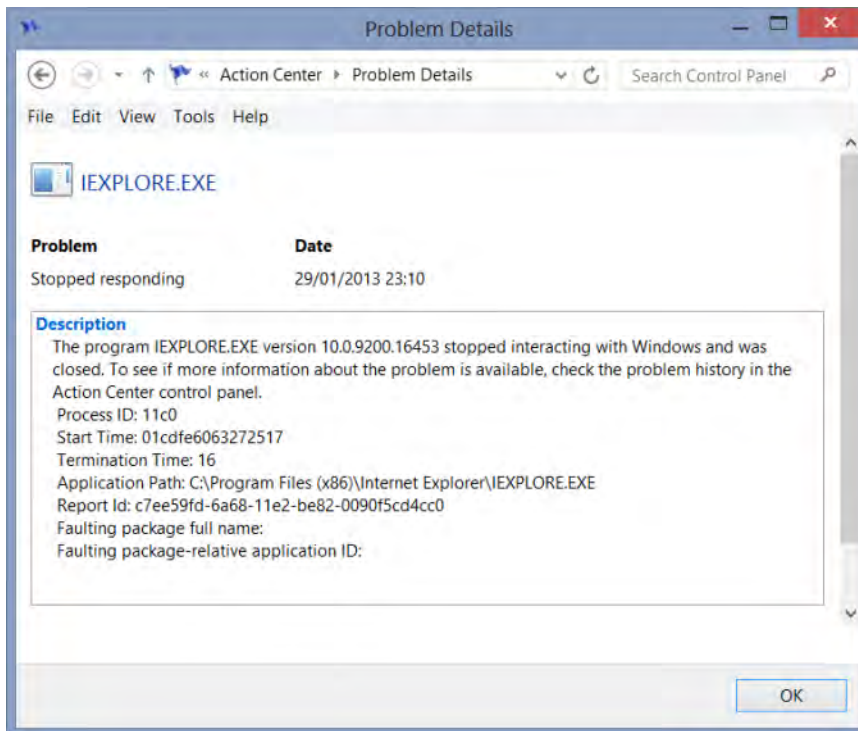 Problem Details
« Action Center Problem Details Search Control Panel
File Edit View Tools Help
IEXPLORE.EXE
Problem Date
Stopped responding 29/01/2013 23:10
Description
The program IEXPLORE.EXE version 10.0.9200.16453 stopped interacting with Windows and was
closed. To see if more information about the problem is available, check the problem history in the
Action Center control panel.
Process ID: 11c0
Start Time: 01cdfe6063272517
Termination Time: 16
Application Path: C:\Program Files (x86)\Internet Explorer\IEXPLORE.EXE
Report Id: c7ee59fd-6a68-11e2-be82-0090f5cd4cc0
Faulting package full name:
Faulting package-relative application ID:
OK